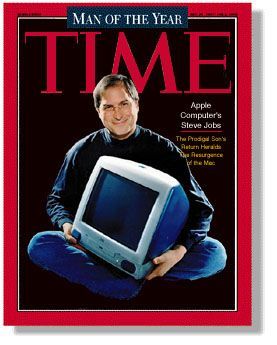 MAN OF THE YEAR
TIME
Apple
Computer's
Steve Jobs
The Prodigal Son's
Return Heralds
the Resurgence
of the Mac